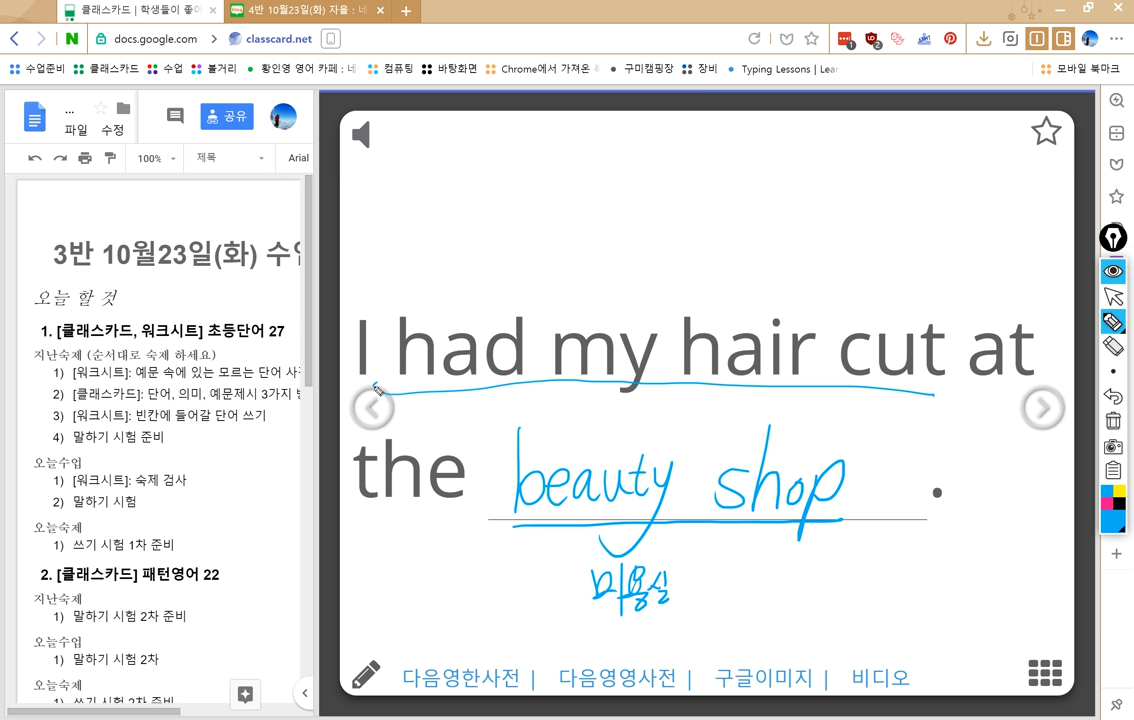 클래스카드 | 학생들이 좋아
4반 10월23일(화) 자율 : 네
docs.google.com
classcard.net
1
2
수업준비
클래스카드
수업
볼거리
황인영 영어 카페 : 네
컴퓨팅
바탕화면
Chrome에서 가져온
구미캠핑장
장비
Typing Lessons | Lear
모바일 북마크
...
공유
파일 수정
100% 제목 Arial
3반 10월23일(화) 수업
오늘 할 것
1. [클래스카드, 워크시트] 초등단어 27
지난숙제 (순서대로 숙제 하세요)
1) [워크시트]: 예문 속에 있는 모르는 단어
2) [클래스카드]: 단어, 의미, 예문제시 3가지
3) [워크시트]: 빈칸에 들어갈 단어 쓰기
4) 말하기 시험 준비
오늘수업
1) [워크시트]: 숙제 검사
2) 말하기 시험
오늘숙제
1) 쓰기 시험 1차 준비
2. [클래스카드] 패턴영어 22
지난숙제
1) 말하기 시험 2차 준비
오늘수업
1) 말하기 시험 2차
오늘숙제
1) 쓰기 시험 2차 준비
I had my hair cut at
the beauty shop .
미용실
다음영한사전 | 다음영영사전 | 구글이미지 | 비디오